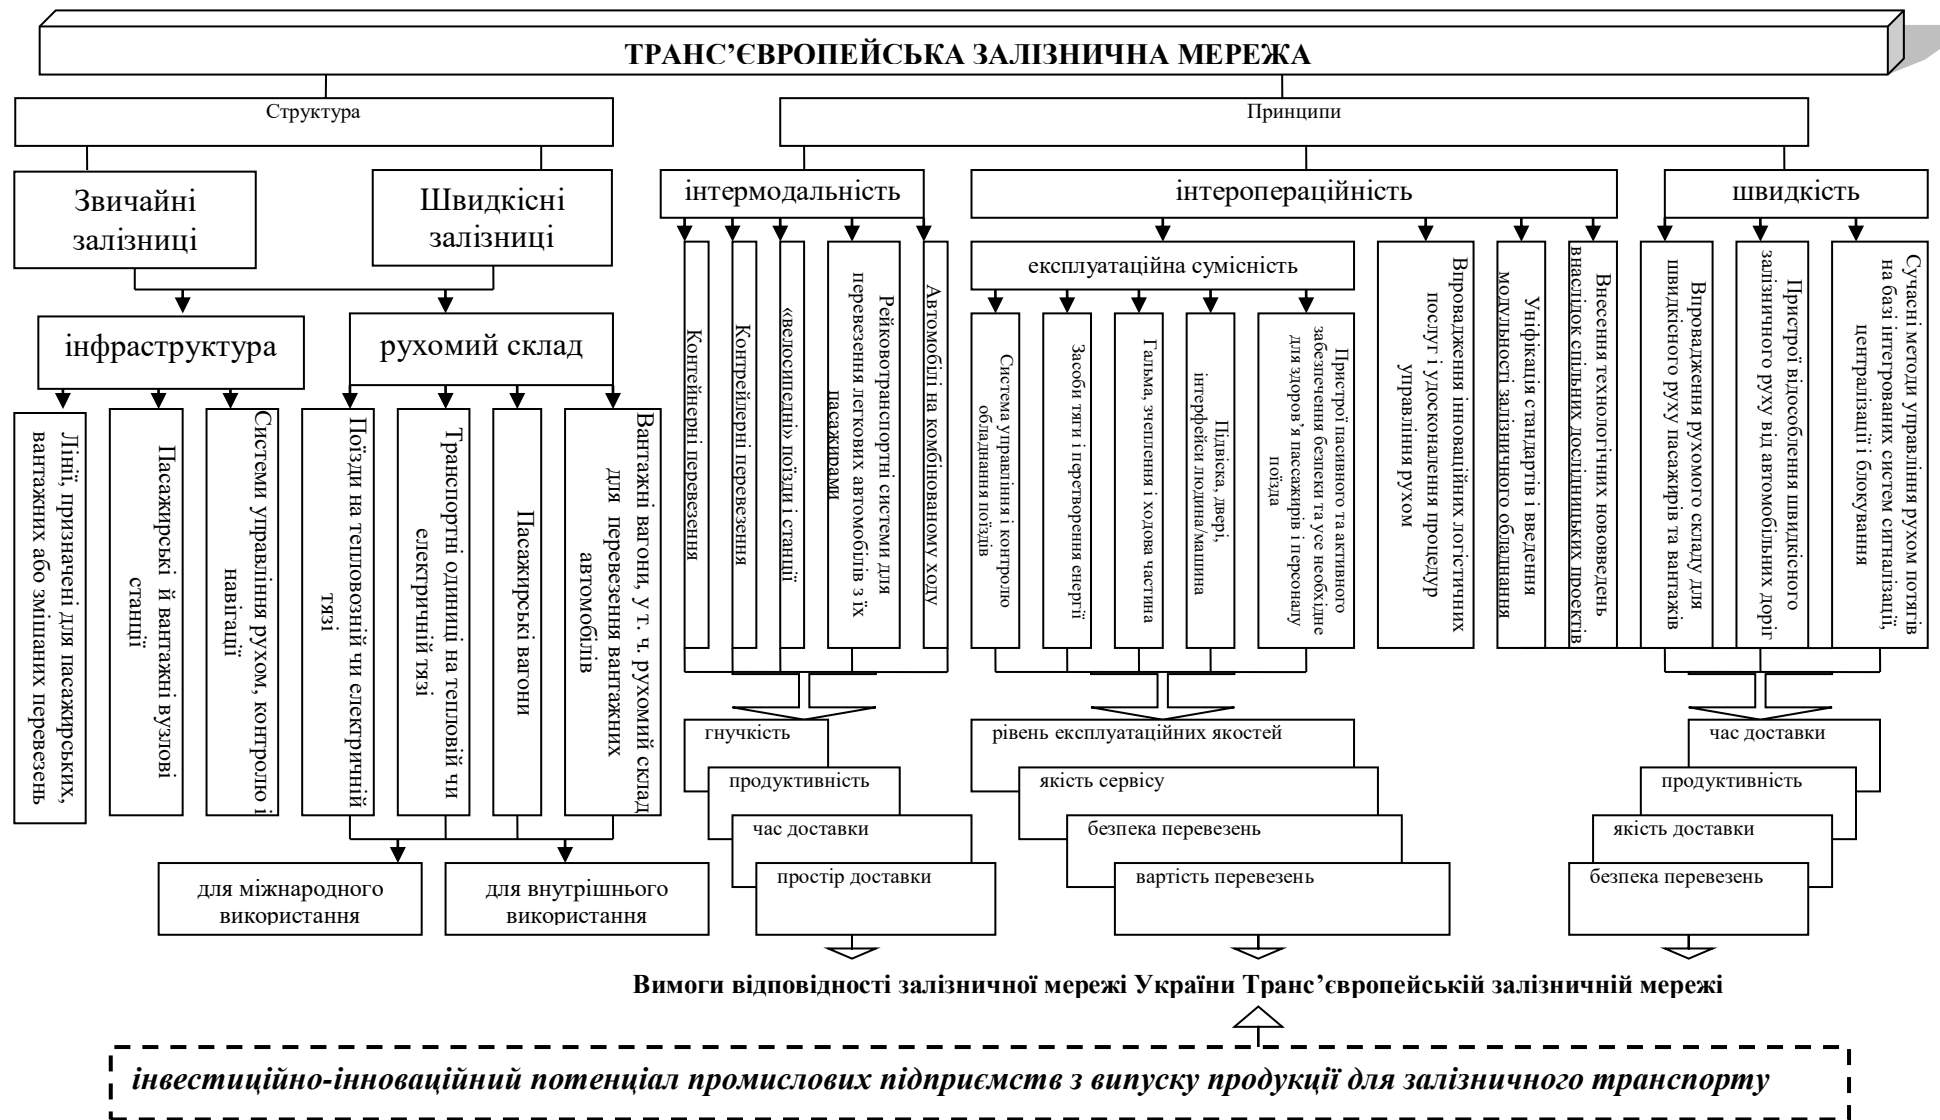 ТРАНС’ЄВРОПЕЙСЬКА ЗАЛІЗНИЧНА МЕРЕЖА
Структура
Принципи
Звичайні
залізниці
Швидкісні
залізниці
інтермодальність
інтеропераційність
швидкість
інфраструктура
рухомий склад
експлуатаційна сумісність
Лінії, призначені для пасажирських,
вантажних або змішаних перевезень
Пасажирські й вантажні вузлові
станції
Системи управління рухом, контролю і
навігації
Поїзди на тепловозній чи електричній
тязі
Транспортні одиниці на тепловій чи
електричній тязі
Пасажирські вагони
Вантажні вагони, у т. ч. рухомий склад
для перевезення вантажних
автомобілів
для міжнародного
використання
для внутрішнього
використання
Контейнерні перевезення
Контрейлерні перевезення
«велосипедні» поїзди і станції
Рейковотранспортні системи для
перевезення легкових автомобілів з їх
пасажирами
Автомобілі на комбінованому ходу
Система управління і контролю
обладнання поїздів
Засоби тяги і перетворення енергії
Гальма, зчеплення і ходова частина
Підвіска, двері,
інтерфейси людина/машина
Пристрої пасивного та активного
забезпечення безпеки та усе необхідне
для здоров’я пассажирів і персоналу
поїзда
Впровадження інноваційних логістичних
послуг і удосконалення процедур
управління рухом
Уніфікація стандартів і введення
модульності залізничного обладнання
Внесення технологічних нововведень
внаслідок спільних дослідницьких проектів
Впровадження рухомого складу для
швидкісного руху пасажирів та вантажів
Пристрої відособлення швидкісного
залізничного руху від автомобільних доріг
Сучасні методи управління рухом потягів
на базі інтегрованих систем сигналізації,
централізації і блокування
гнучкість
продуктивність
час доставки
простір доставки
рівень експлуатаційних якостей
якість сервісу
безпека перевезень
вартість перевезень
час доставки
продуктивність
якість доставки
безпека перевезень
Вимоги відповідності залізничної мережі України Транс’європейській залізничній мережі
інвестиційно-інноваційний потенціал промислових підприємств з випуску продукції для залізничного транспорту